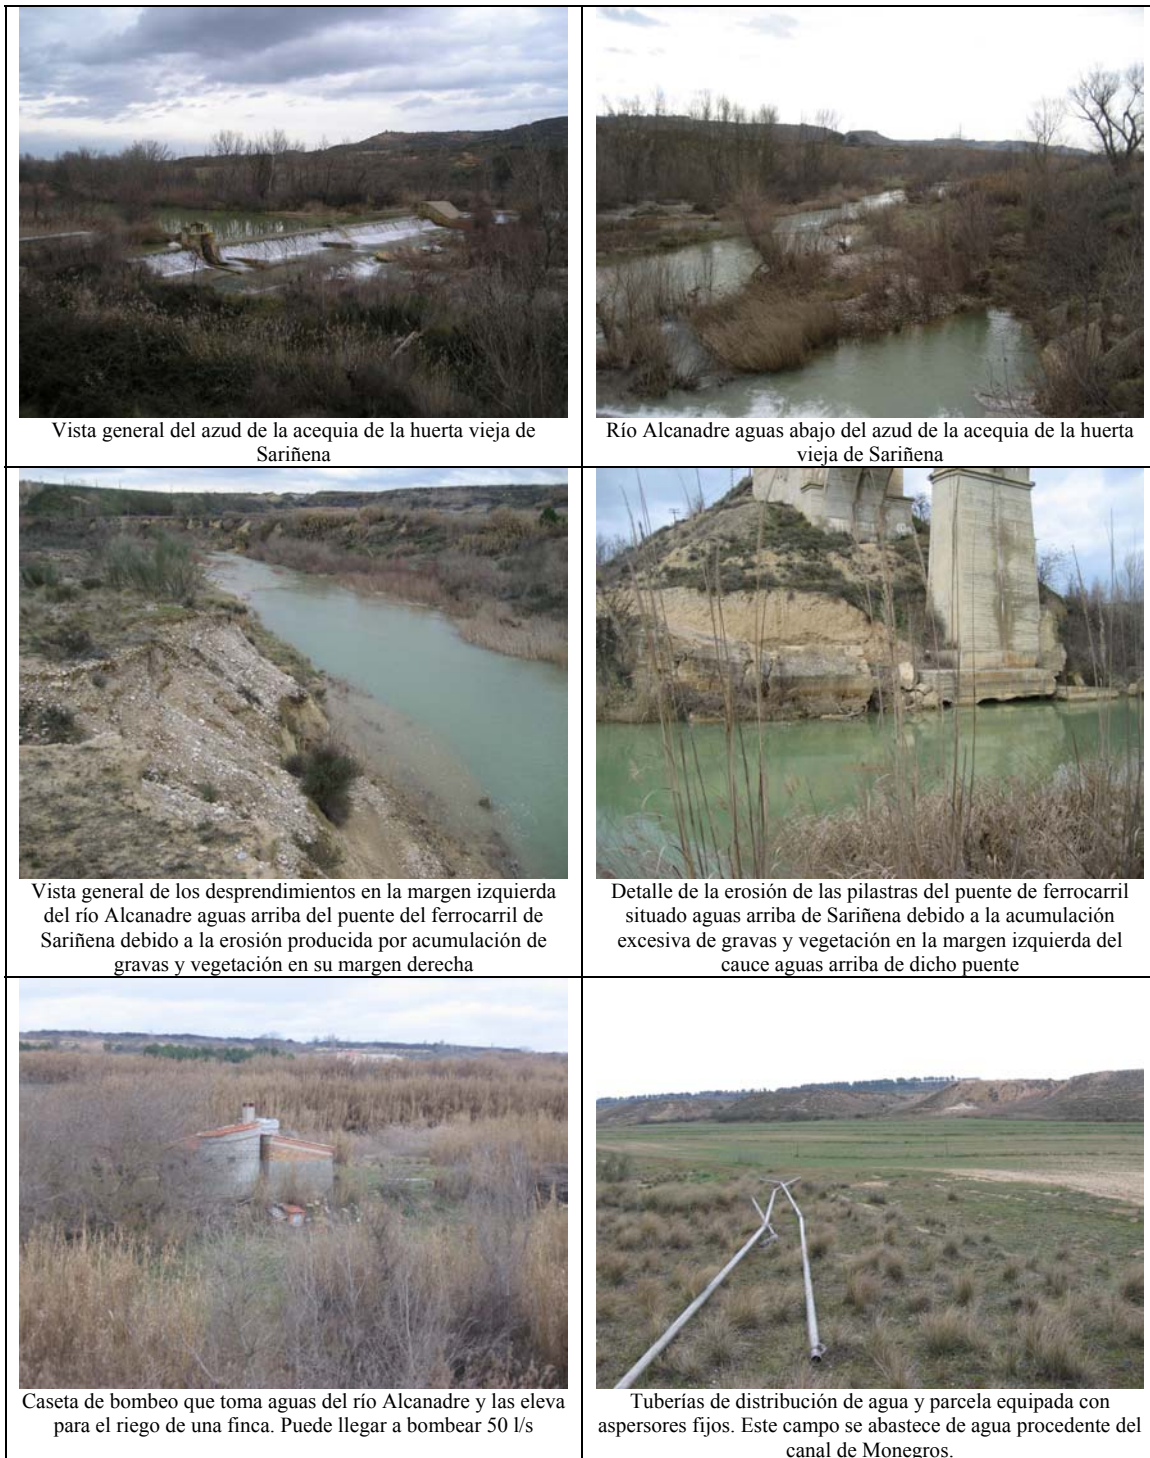 Vista general del azud de la acequia de la huerta vieja de
Sariñena
Río Alcanadre aguas abajo del azud de la acequia de la huerta
vieja de Sariñena
Vista general de los desprendimientos en la margen izquierda
del río Alcanadre aguas arriba del puente del ferrocarril de
Sariñena debido a la erosión producida por acumulación de
gravas y vegetación en su margen derecha
Detalle de la erosión de las pilastras del puente de ferrocarril
situado aguas arriba de Sariñena debido a la acumulación
excesiva de gravas y vegetación en la margen izquierda del
cauce aguas arriba de dicho puente
Caseta de bombeo que toma aguas del río Alcanadre y las eleva
para el riego de una finca. Puede llegar a bombear 50 l/s
Tuberías de distribución de agua y parcela equipada con
aspersores fijos. Este campo se abastece de agua procedente del
canal de Monegros.